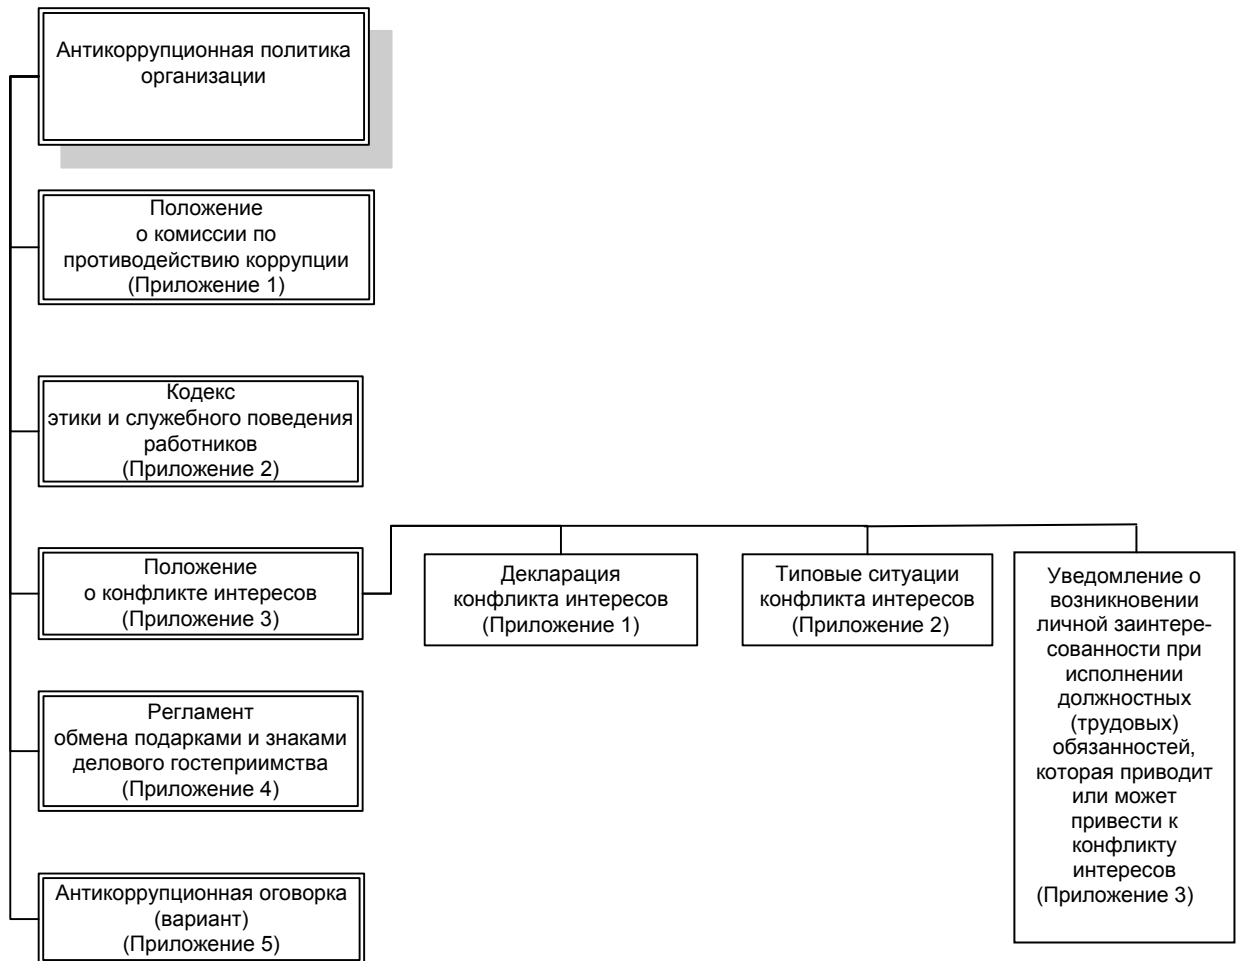 Антикоррупционная политика
организации
Положение
о комиссии по
противодействию коррупции
(Приложение 1)
Кодекс
этики и служебного поведения
работников
(Приложение 2)
Положение
о конфликте интересов
(Приложение 3)
Декларация
конфликта интересов
(Приложение 1)
Типовые ситуации
конфликта интересов
(Приложение 2)
Уведомление о
возникновении
личной заинтере-
сованности при
исполнении
должностных
(трудовых)
обязанностей,
которая приводит
или может
привести к
конфликту
интересов
(Приложение 3)
Регламент
обмена подарками и знаками
делового гостеприимства
(Приложение 4)
Антикоррупционная оговорка
(вариант)
(Приложение 5)